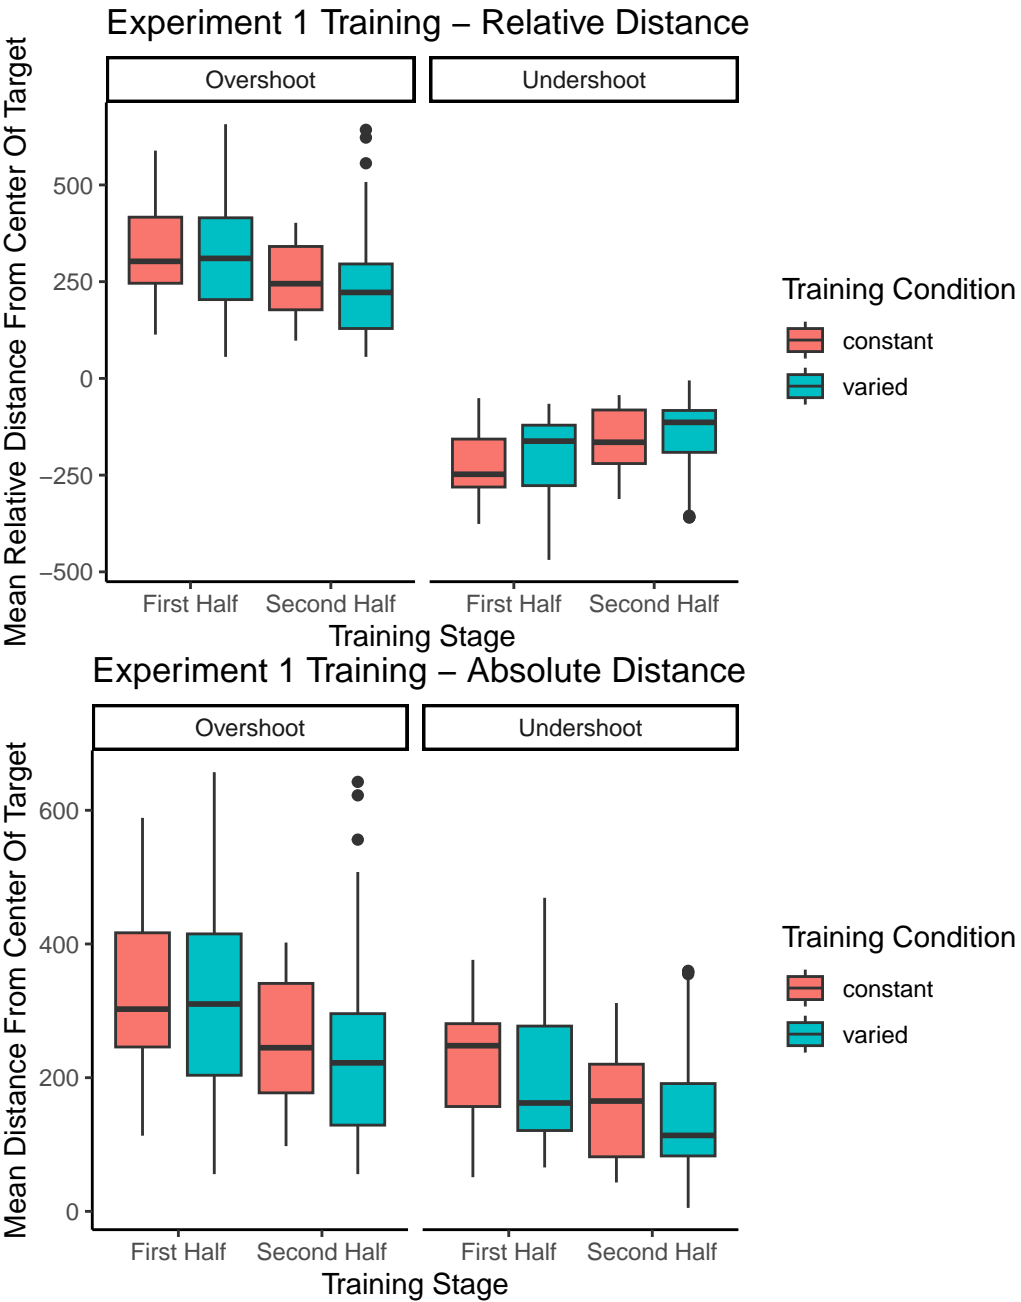 Experiment 1 Training – Relative Distance
Overshoot
Undershoot
Mean Relative Distance From Center Of Target
500
250
0
−250
−500
First Half
Second Half
First Half
Second Half
Training Stage
Training Condition
constant
varied
Experiment 1 Training – Absolute Distance
Overshoot
Undershoot
Mean Distance From Center Of Target
600
400
200
0
First Half
Second Half
First Half
Second Half
Training Stage
Training Condition
constant
varied